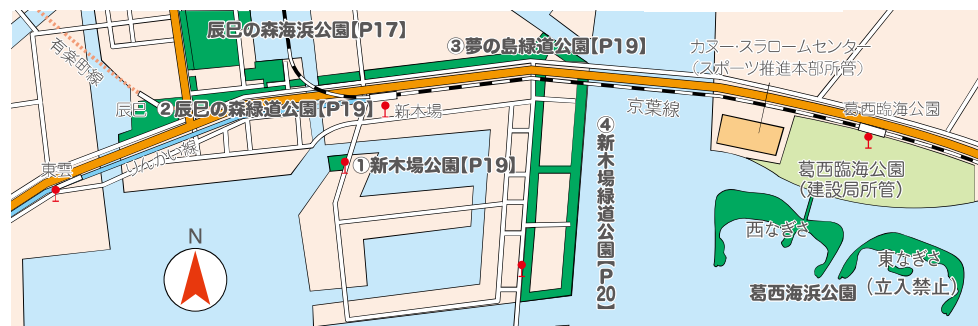 辰巳の森海浜公園【P17】
③夢の島緑道公園【P19】
カヌー・スラロームセンター
（スポーツ推進本部所管）
有楽町線
辰巳
２辰巳の森緑道公園【P19】
新木場
京葉線
葛西臨海公園
りんかい線
東雲
①新木場公園【P19】
④新木場緑道公園【P20】
葛西臨海公園
（建設局所管）
N
西なぎさ
東なぎさ
葛西海浜公園
（立入禁止）